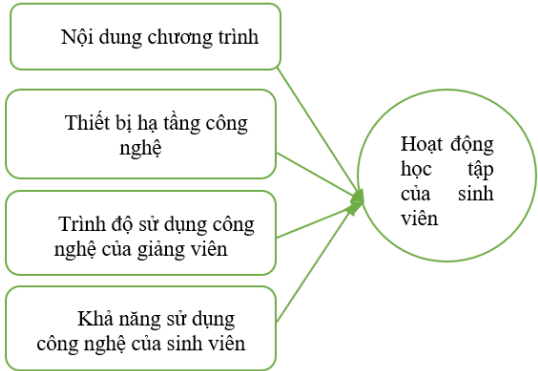 Nội dung chương trình
Thiết bị hạ tầng công
nghệ
Trình độ sử dụng công
nghệ của giảng viên
Khả năng sử dụng
công nghệ của sinh viên
Hoạt động
học tập
của sinh
viên